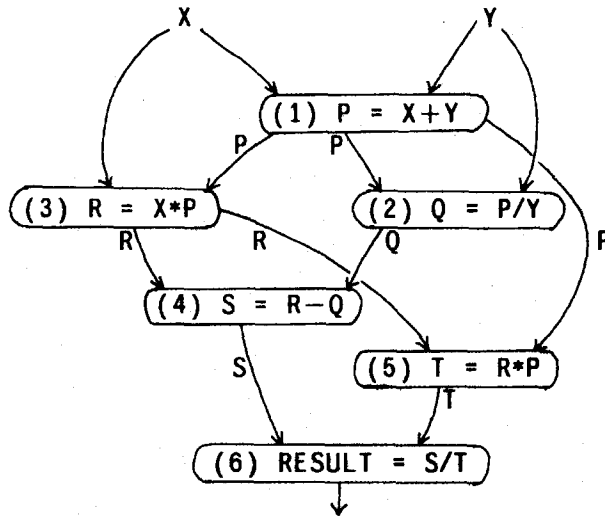 X Y
(1) P = X+Y
P P
(3) R = X*P (2) Q = P/Y
R R Q P
(4) S = R-Q
S (5) T = R*P
T
(6) RESULT = S/T